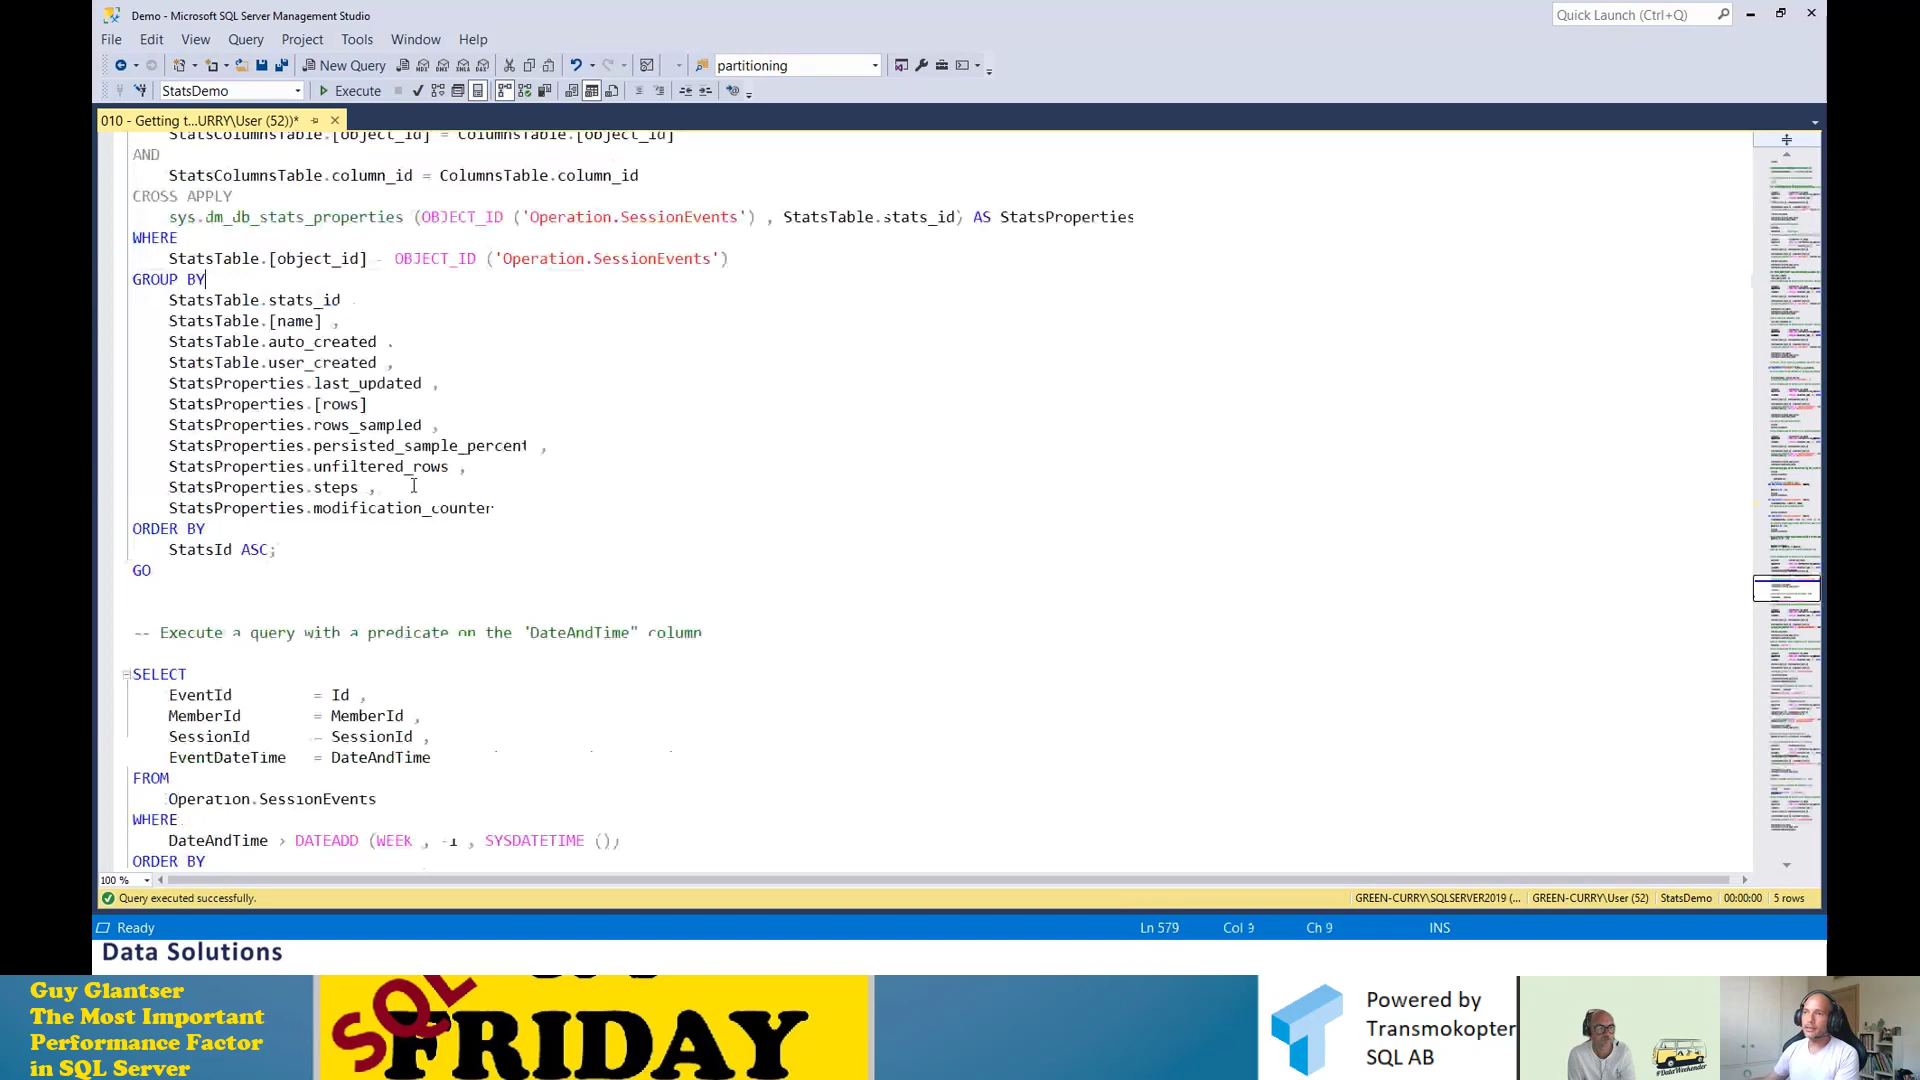 Demo - Microsoft SQL Server Management Studio
Quick Launch (Ctrl+Q)
File Edit View Query Project Tools Window Help
New Query
partitioning
StatsDemo
Execute
010 - Getting t...URRY\User (52))*
StatsColumnsTable.[object_id] = ColumnsTable.[object_id]
AND
StatsColumnsTable.column_id = ColumnsTable.column_id
CROSS APPLY
sys.dm_db_stats_properties (OBJECT_ID ('Operation.SessionEvents') , StatsTable.stats_id) AS StatsProperties
WHERE
StatsTable.[object_id] = OBJECT_ID ('Operation.SessionEvents')
GROUP BY
StatsTable.stats_id
StatsTable.[name] ,
StatsTable.auto_created ,
StatsTable.user_created ,
StatsProperties.last_updated ,
StatsProperties.[rows]
StatsProperties.rows_sampled ,
StatsProperties.persisted_sample_percent ,
StatsProperties.unfiltered_rows ,
StatsProperties.steps ,
StatsProperties.modification_counter
ORDER BY
StatsId ASC;
GO
-- Execute a query with a predicate on the "DateAndTime" column
SELECT
EventId = Id ,
MemberId = MemberId ,
SessionId = SessionId ,
EventDateTime = DateAndTime
FROM
Operation.SessionEvents
WHERE
DateAndTime > DATEADD (WEEK , -1 , SYSDATETIME ())
ORDER BY
100 %
Query executed successfully.
GREEN-CURRY\SQLSERVER2019 (... GREEN-CURRY\User (52) StatsDemo 00:00:00 5 rows
Ready
Ln 579 Col 9 Ch 9 INS
Data Solutions
Guy Glantser
The Most Important
Performance Factor
in SQL Server
SQL
FRIDAY
Powered by
Transmokopter
SQL AB
#DataWeekender